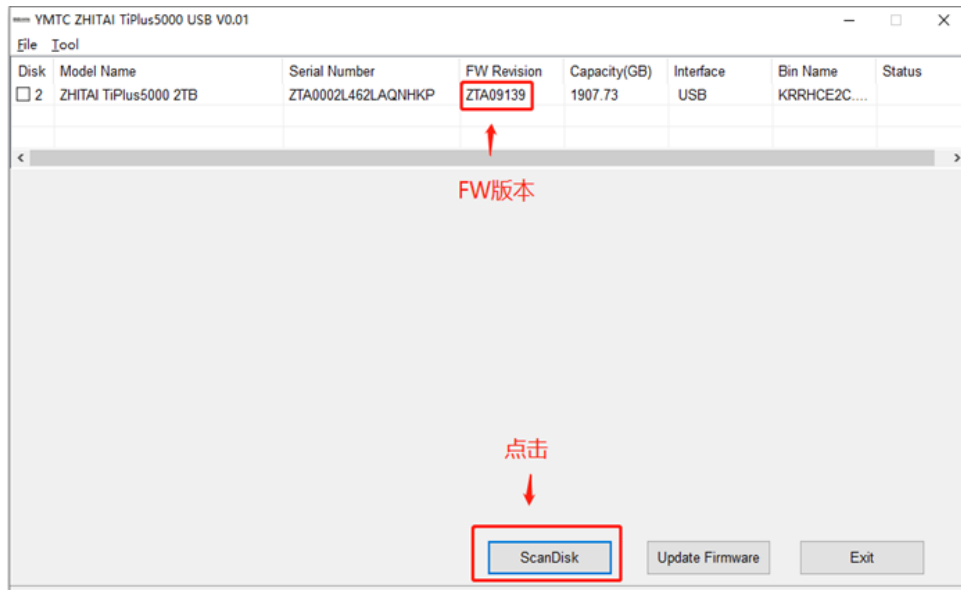 YMTC ZHITAI TiPlus5000 USB V0.01
File Tool
Disk Model Name Serial Number FW Revision Capacity(GB) Interface Bin Name Status
2 ZHITAI TiPlus5000 2TB ZTA0002L462LAQNHKP ZTA09139 1907.73 USB KRRHCE2C....
FW版本
点击
ScanDisk Update Firmware Exit